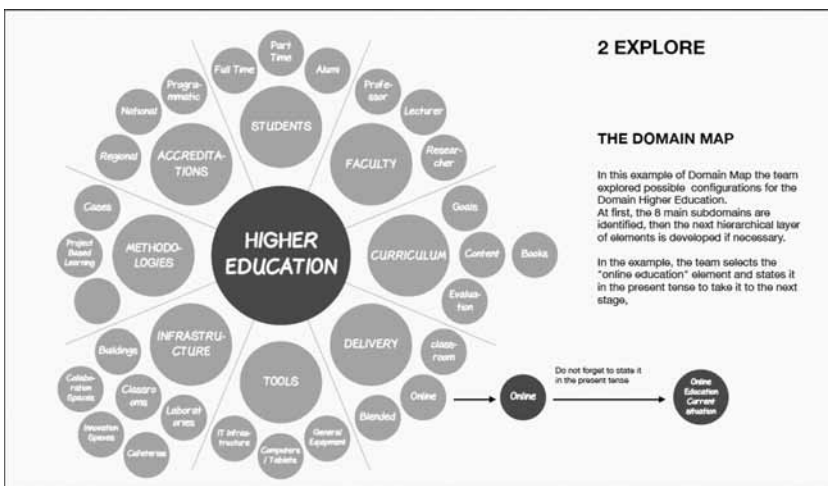 2 EXPLORE
THE DOMAIN MAP
In this example of Domain Map the team
explored possible configurations for the
Domain Higher Education.
At first, the 8 main subdomains are
identified, then the next hierarchical layer
of elements is developed if necessary.
In the example, the team selects the
"online education" element and states it
in the present tense to take it to the next
stage,
HIGHER
EDUCATION
STUDENTS
Full Time
Part
Time
Alumi
FACULTY
Profe-
ssor
Lecturer
Resear-
cher
CURRICULUM
Goals
Content
Books
Evalua-
tion
DELIVERY
class-
room
Online
Blended
Online
Do not forget to state it
in the present tense
Online
Education
Current
situation
TOOLS
General
Equipment
Computers
/ Tablets
IT Infras-
tructure
INFRASTRU-
CTURE
Buildings
Classro
oms
Laborat
ories
Collabo-
ration
Spaces
Innovation
Spaces
Cafeterias
METHODO-
LOGIES
Cases
Project
Based
Learning
ACCREDITA-
TIONS
Regional
National
Progra-
mmatic